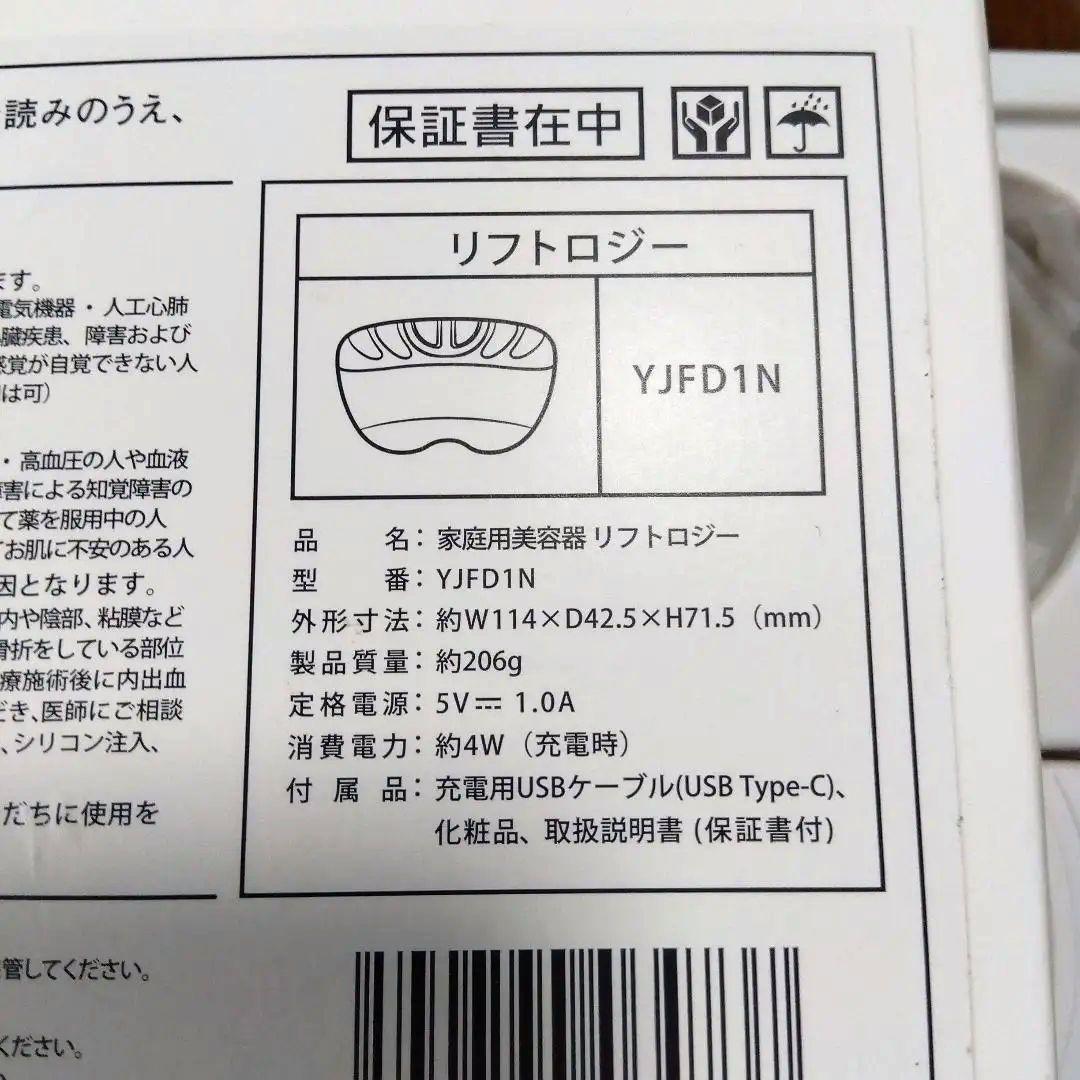 読みのうえ、
保証書在中
ます。
電気機器・人工心肺
臓疾患、障害および
感覚が自覚できない人
は可）
・高血圧の人や血液
障害による知覚障害の
て薬を服用中の人
お肌に不安のある人
因となります。
内や陰部、粘膜など
骨折をしている部位
療施術後に内出血
だき、医師にご相談
、シリコン注入、
だちに使用を
リフトロジー
YJFD1N
品名：家庭用美容器 リフトロジー
型番：YJFD1N
外形寸法：約W114×D42.5×H71.5（mm）
製品質量：約206g
定格電源：5V⎓ 1.0A
消費電力：約4W（充電時）
付属品：充電用USBケーブル(USB Type-C)、
化粧品、取扱説明書（保証書付）
管してください。
ください。